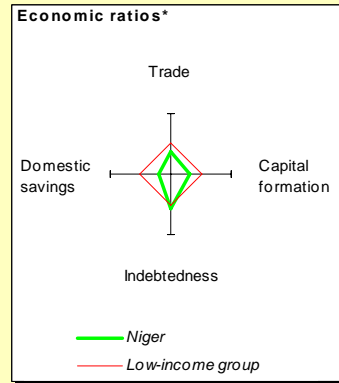 Economic ratios*
Trade
Domestic
savings
Capital
formation
Indebtedness
Niger
Low-income group